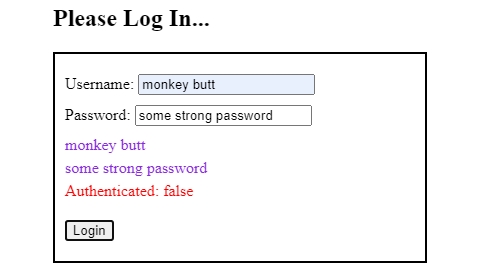 Please Log In...
Username: monkey butt
Password: some strong password
monkey butt
some strong password
Authenticated: false
Login